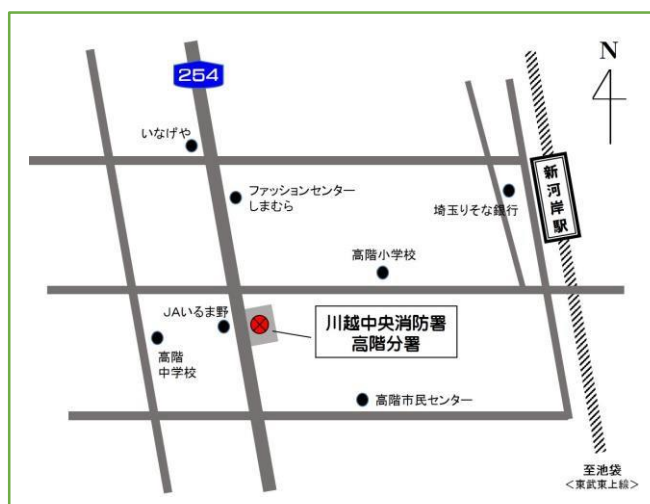 254
N
いなげや
ファッションセンター
しまむら
新河岸駅
埼玉りそな銀行
高階小学校
JAいるま野
川越中央消防署
高階分署
高階
中学校
高階市民センター
至池袋
<東武東上線>